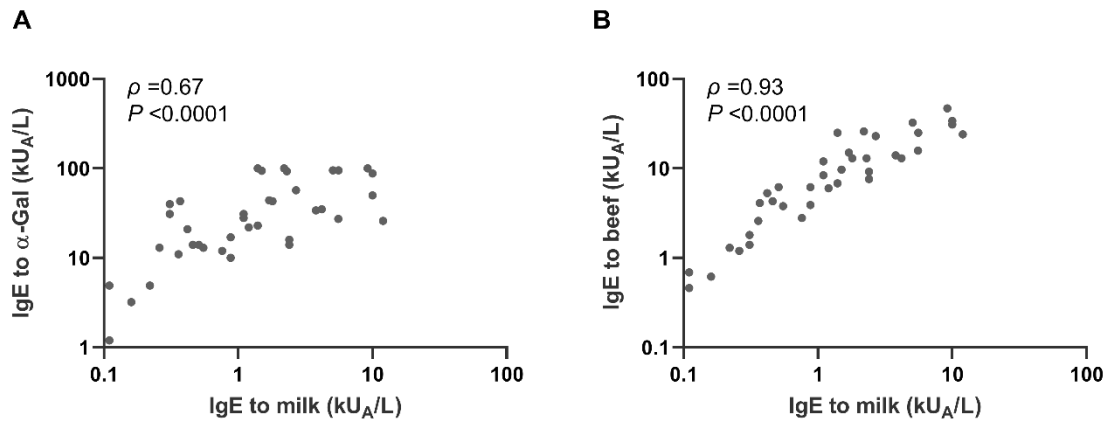 A
ρ =0.67
P <0.0001
IgE to α-Gal (kUA/L)
1000
100
10
1
0.1
1
10
100
IgE to milk (kUA/L)
B
ρ =0.93
P <0.0001
IgE to beef (kUA/L)
100
10
1
0.1
0.1
1
10
100
IgE to milk (kUA/L)